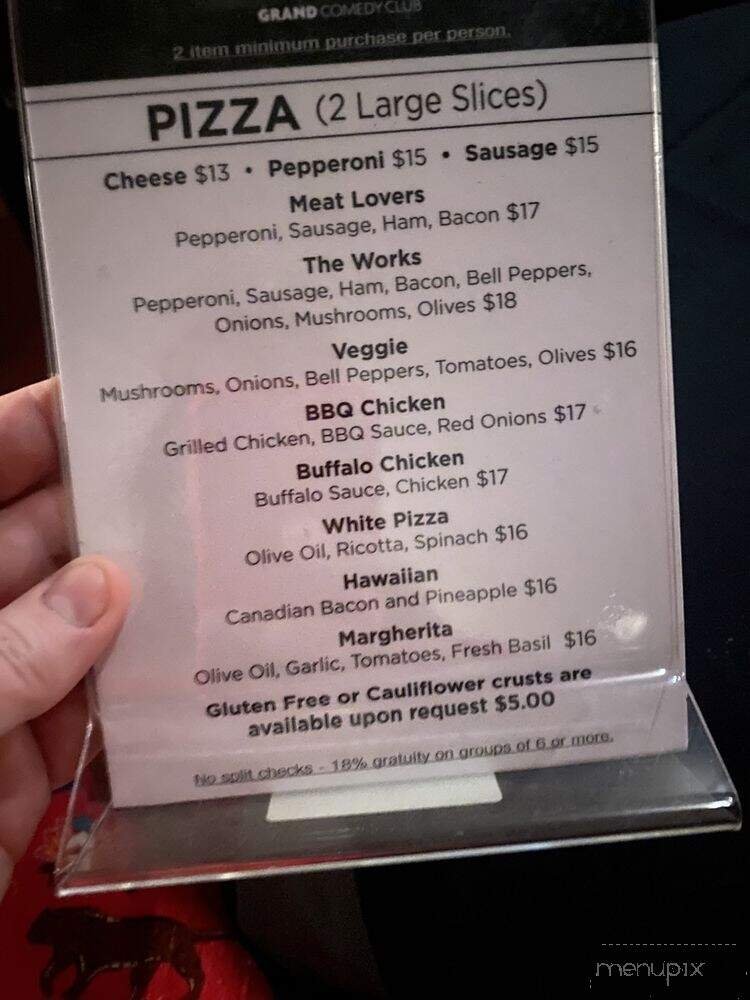 GRAND COMEDY CLUB
2 item minimum purchase per person.
PIZZA (2 Large Slices)
Cheese $13 • Pepperoni $15 • Sausage $15
Meat Lovers
Pepperoni, Sausage, Ham, Bacon $17
The Works
Pepperoni, Sausage, Ham, Bacon, Bell Peppers,
Onions, Mushrooms, Olives $18
Veggie
Mushrooms, Onions, Bell Peppers, Tomatoes, Olives $16
BBQ Chicken
Grilled Chicken, BBQ Sauce, Red Onions $17
Buffalo Chicken
Buffalo Sauce, Chicken $17
White Pizza
Olive Oil, Ricotta, Spinach $16
Hawaiian
Canadian Bacon and Pineapple $16
Margherita
Olive Oil, Garlic, Tomatoes, Fresh Basil $16
Gluten Free or Cauliflower crusts are
available upon request $5.00
No split checks - 18% gratuity on groups of 6 or more.
menupix